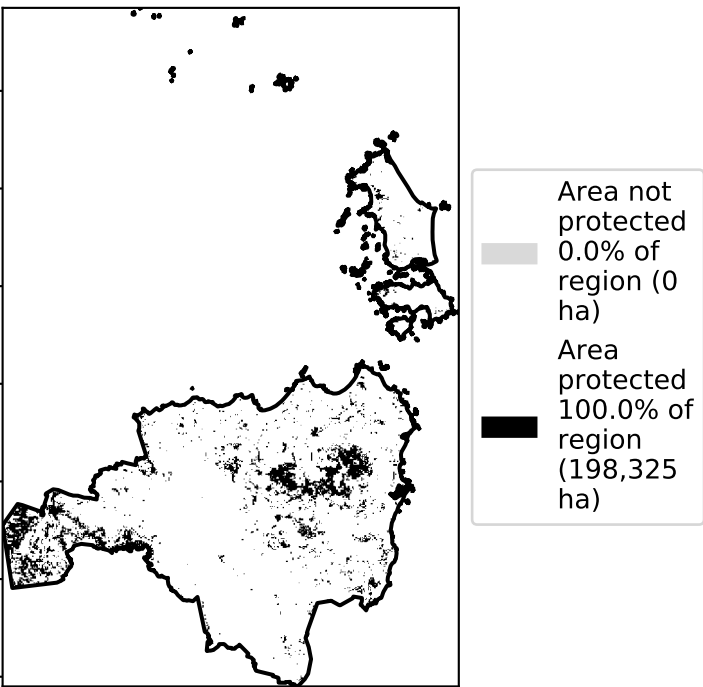 Area not
protected
0.0% of
region (0
ha)
Area
protected
100.0% of
region
(198,325
ha)